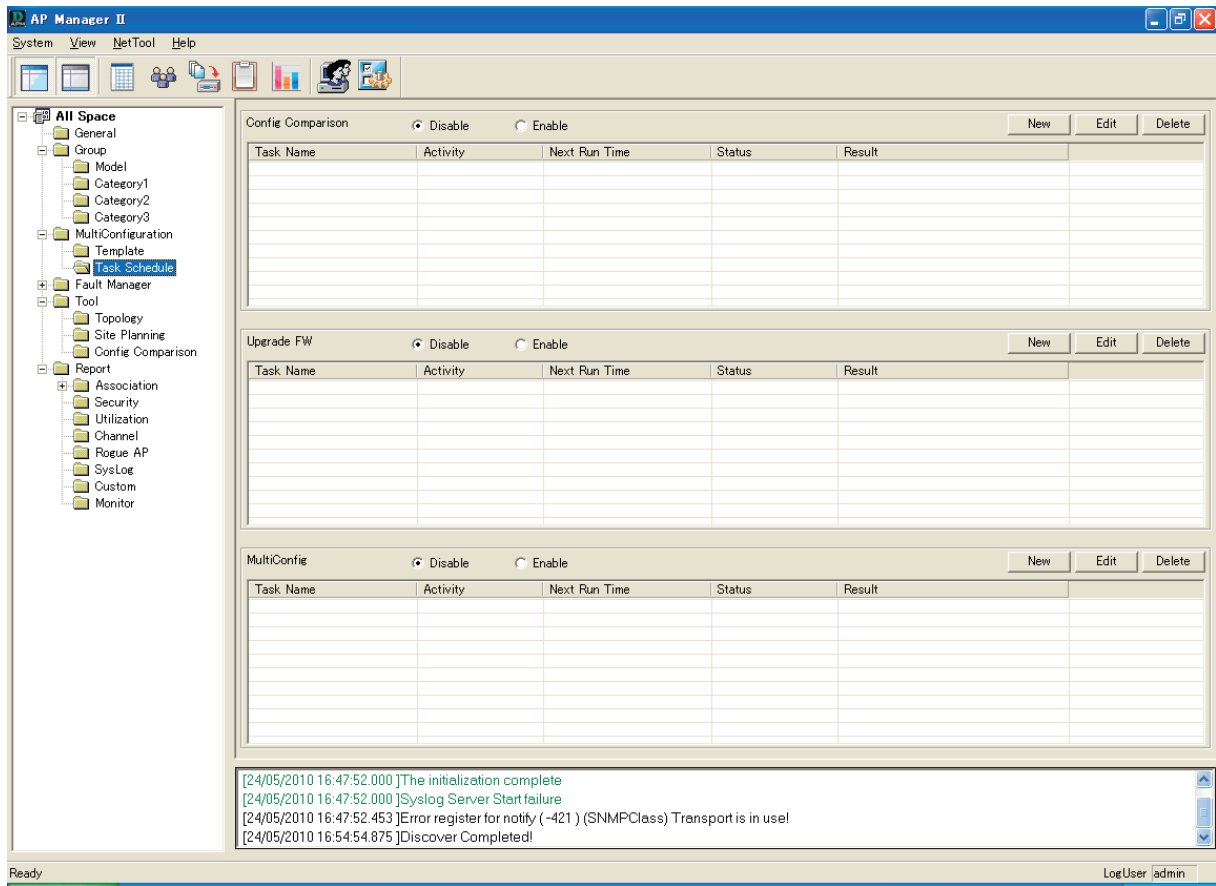 AP Manager II
System View NetTool Help
All Space
General
Group
Model
Category1
Category2
Category3
MultiConfiguration
Template
Task Schedule
Fault Manager
Tool
Topology
Site Planning
Config Comparison
Report
Association
Security
Utilization
Channel
Rogue AP
SysLog
Custom
Monitor
Config Comparison Disable Enable New Edit Delete
Task Name Activity Next Run Time Status Result
Upgrade FW Disable Enable New Edit Delete
Task Name Activity Next Run Time Status Result
MultiConfig Disable Enable New Edit Delete
Task Name Activity Next Run Time Status Result
[24/05/2010 16:47:52.000 ]The initialization complete
[24/05/2010 16:47:52.000 ]Syslog Server Start failure
[24/05/2010 16:47:52.453 ]Error register for notify ( -421 ) (SNMPClass) Transport is in use!
[24/05/2010 16:54:54.875 ]Discover Completed!
Ready LogUser admin